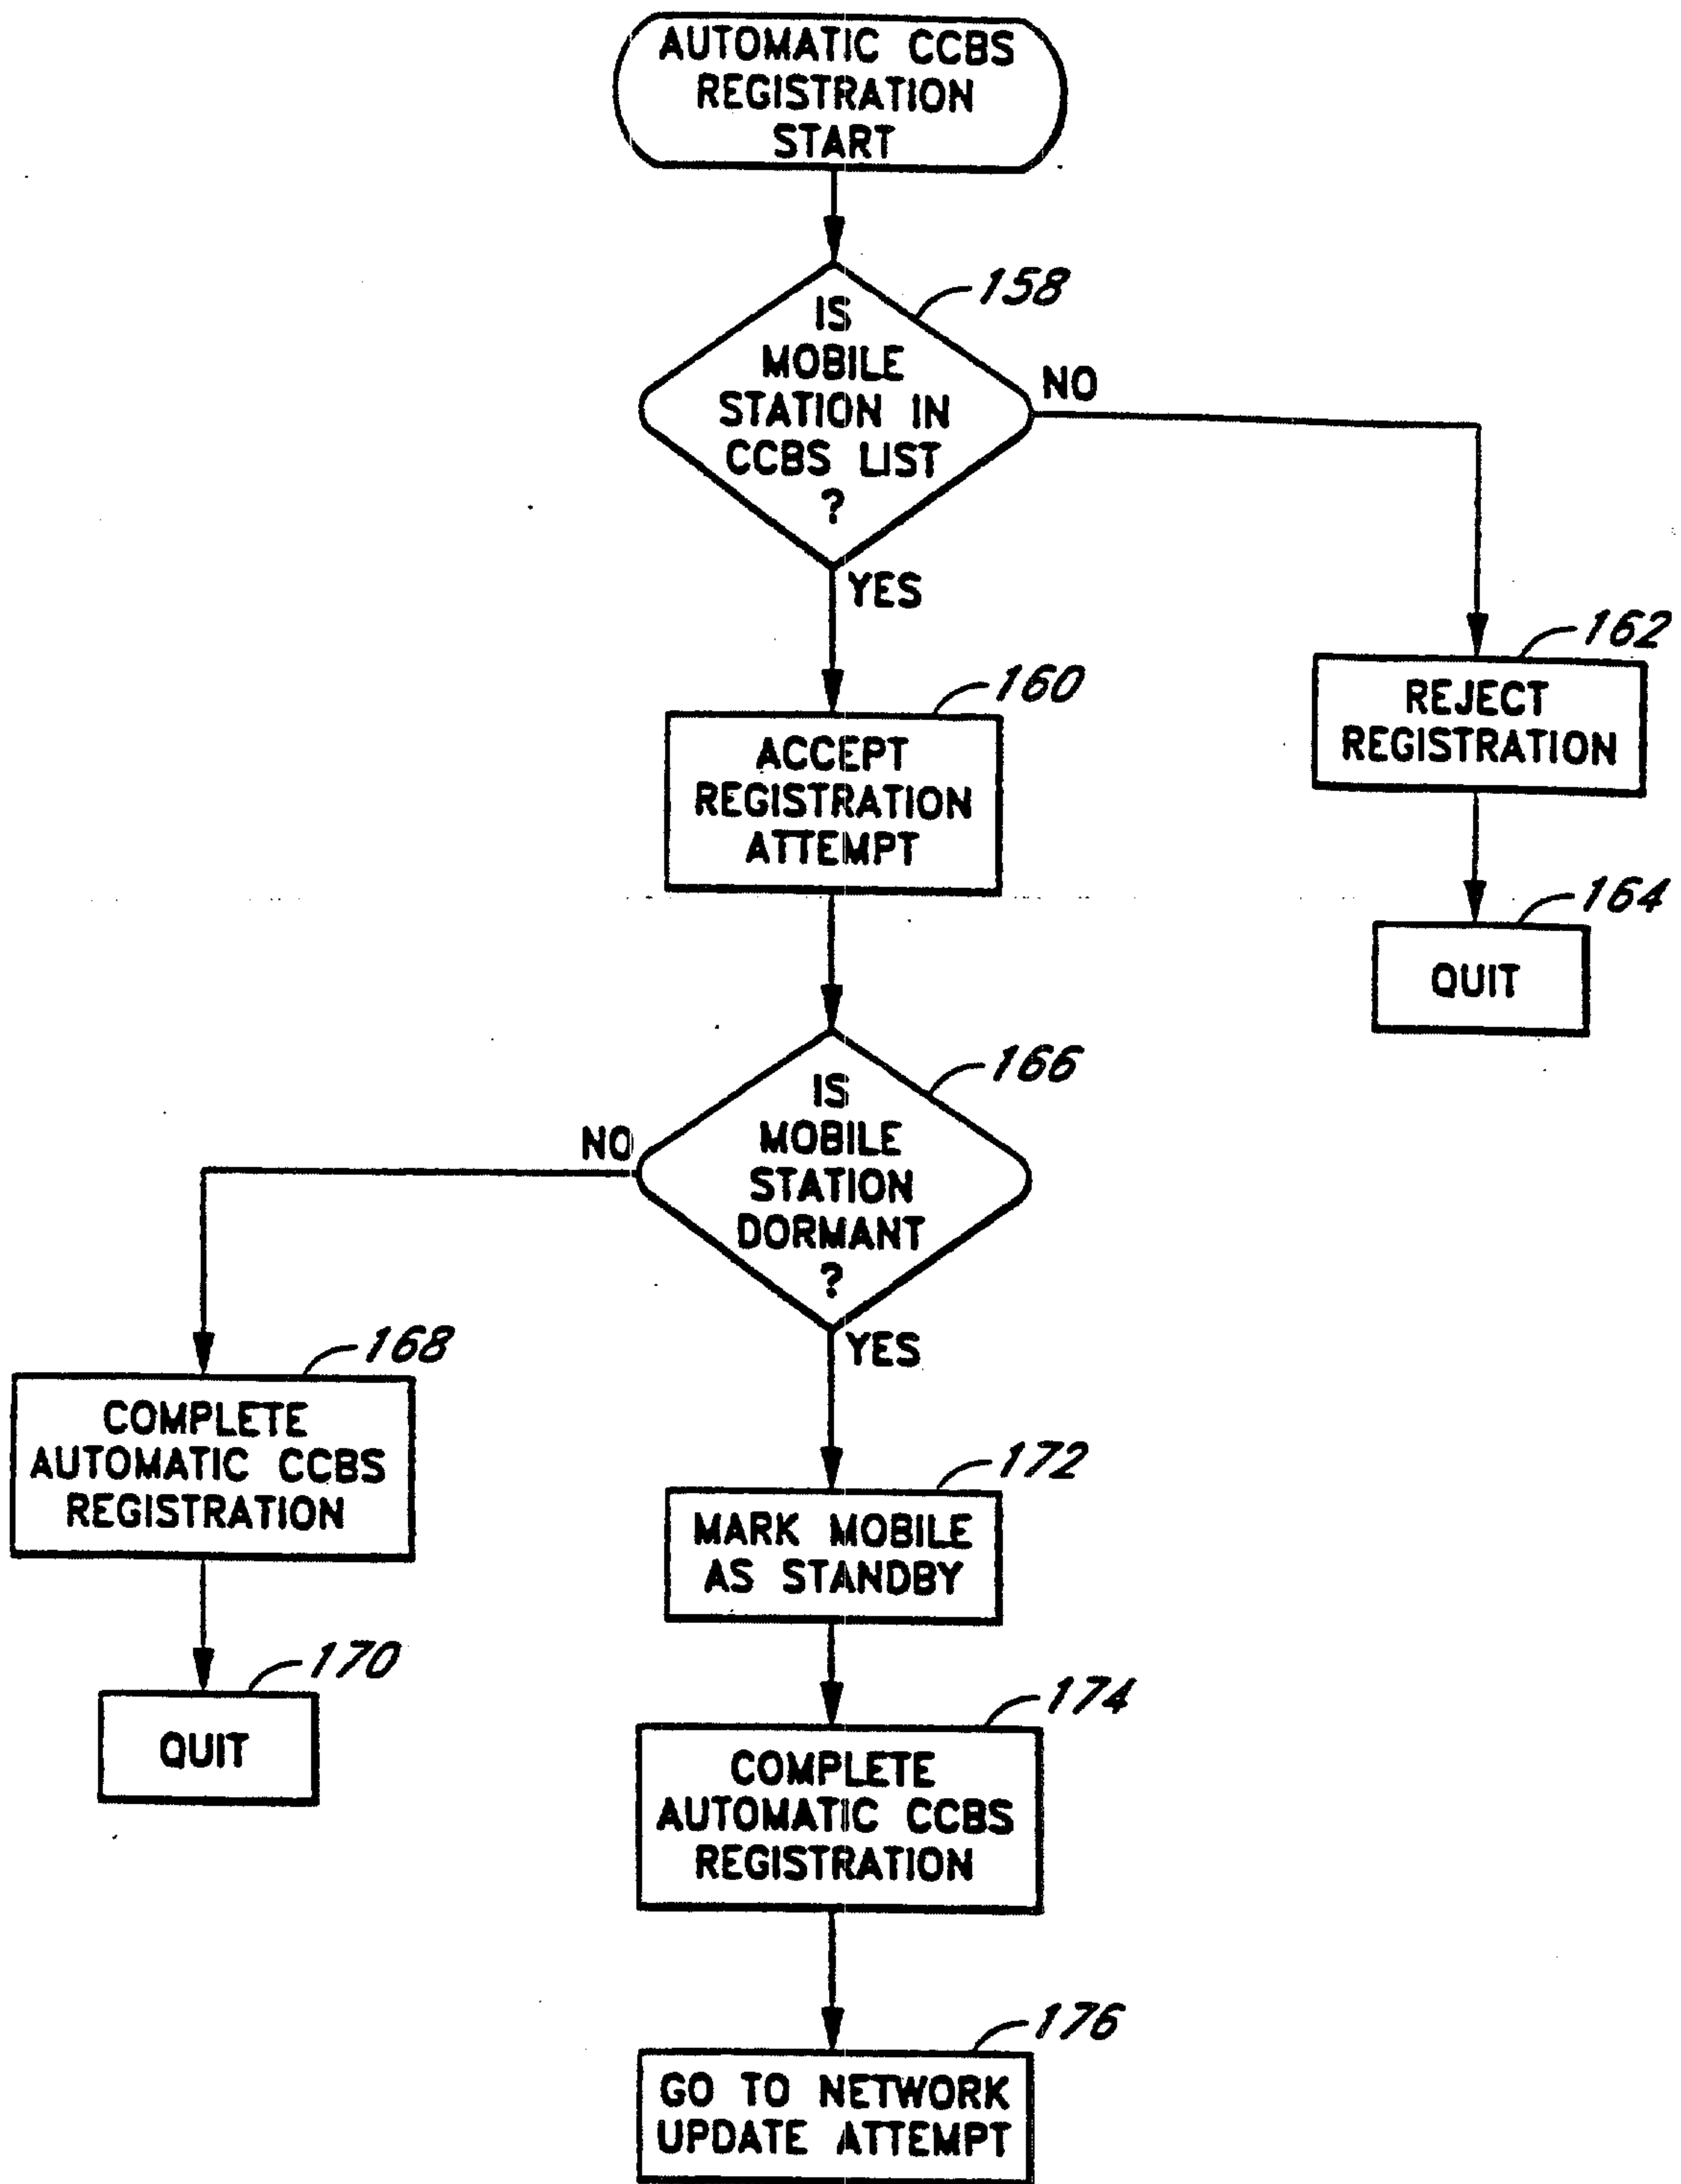 AUTOMATIC CCBS
REGISTRATION
START
158
IS
MOBILE
STATION IN
CCBS LIST
?
NO
YES
162
REJECT
REGISTRATION
160
ACCEPT
REGISTRATION
ATTEMPT
164
QUIT
166
IS
MOBILE
STATION
DORMANT
?
NO
YES
168
COMPLETE
AUTOMATIC CCBS
REGISTRATION
172
MARK MOBILE
AS STANDBY
170
QUIT
174
COMPLETE
AUTOMATIC CCBS
REGISTRATION
176
GO TO NETWORK
UPDATE ATTEMPT